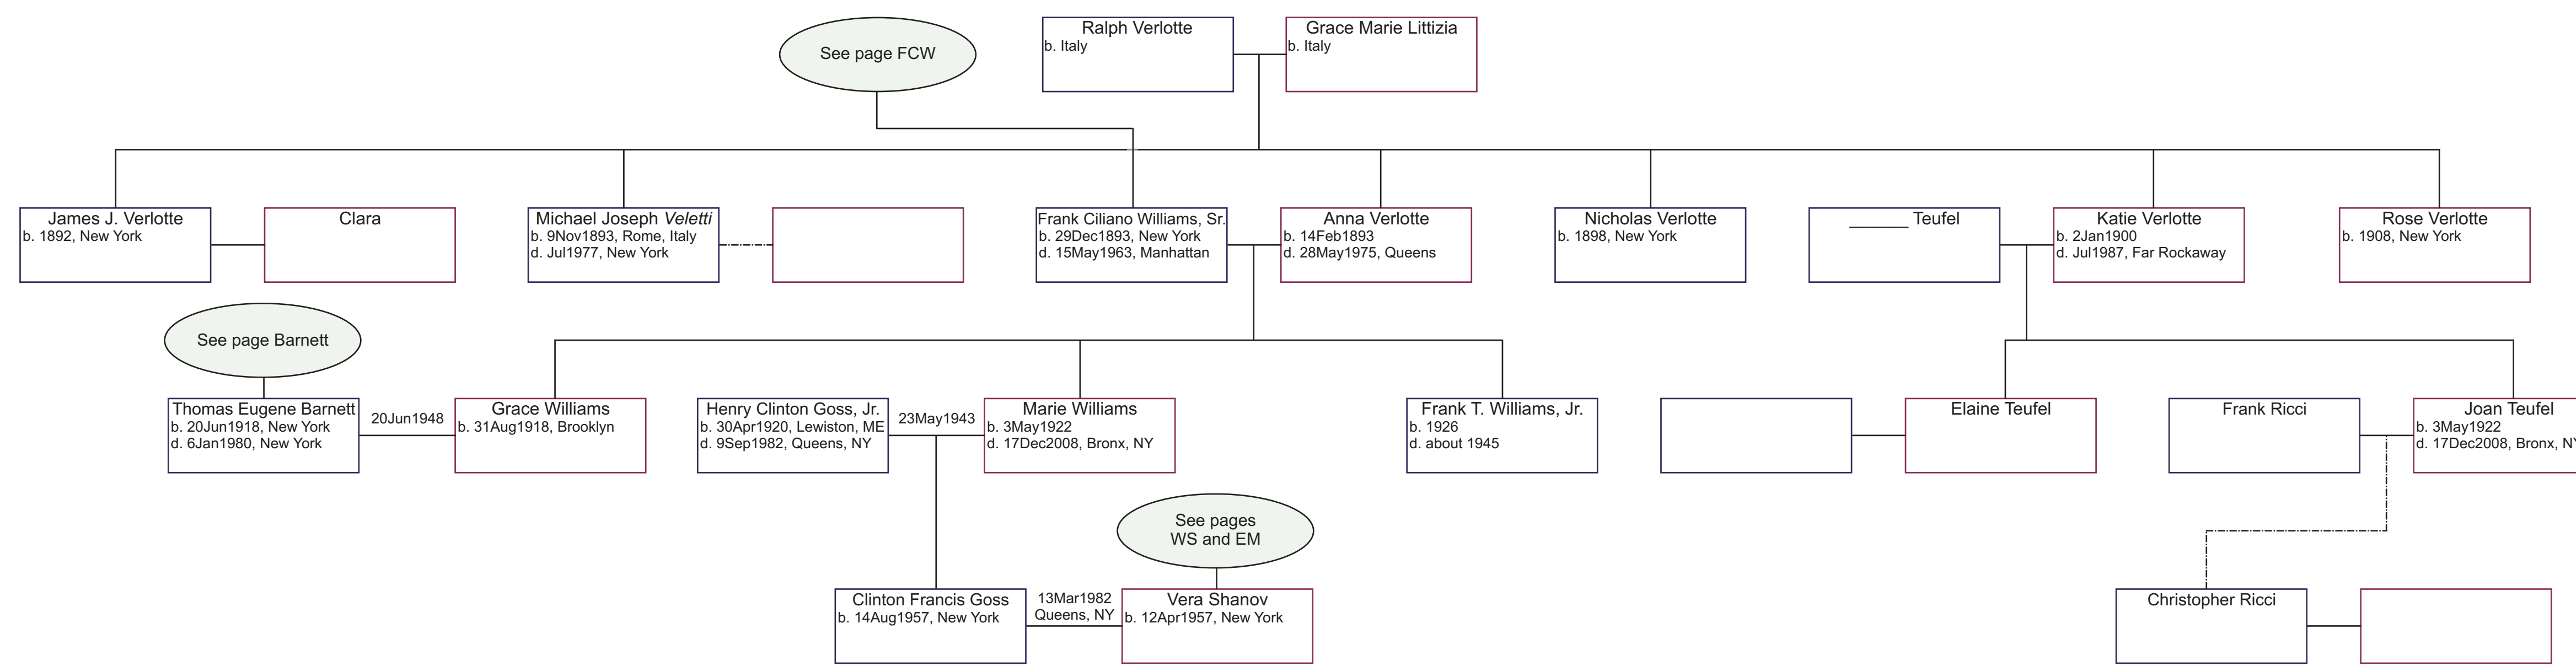 See page FCW
Ralph Verlotte
b. Italy
Grace Marie Littizia
b. Italy
James J. Verlotte
b. 1892, New York
Clara
Michael Joseph Veletti
b. 9Nov1893, Rome, Italy
d. Jul1977, New York
Frank Ciliano Williams, Sr.
b. 29Dec1893, New York
d. 15May1963, Manhattan
Anna Verlotte
b. 14Feb1893
d. 28May1975, Queens
Nicholas Verlotte
b. 1898, New York
______ Teufel
Katie Verlotte
b. 2Jan1900
d. Jul1987, Far Rockaway
Rose Verlotte
b. 1908, New York
See page Barnett
Thomas Eugene Barnett
b. 20Jun1918, New York
d. 6Jan1980, New York
20Jun1948
Grace Williams
b. 31Aug1918, Brooklyn
Henry Clinton Goss, Jr.
b. 30Apr1920, Lewiston, ME
d. 9Sep1982, Queens, NY
23May1943
Marie Williams
b. 3May1922
d. 17Dec2008, Bronx, NY
Frank T. Williams, Jr.
b. 1926
d. about 1945
Elaine Teufel
Frank Ricci
Joan Teufel
b. 3May1922
d. 17Dec2008, Bronx, NY
See pages
WS and EM
Clinton Francis Goss
b. 14Aug1957, New York
13Mar1982
Queens, NY
Vera Shanov
b. 12Apr1957, New York
Christopher Ricci